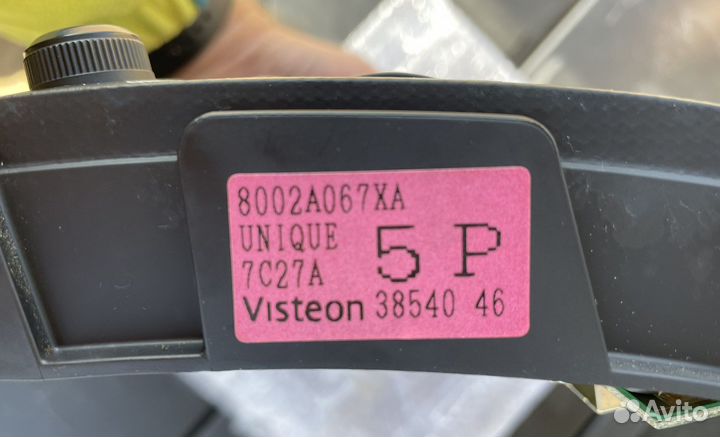 8002A067XA
UNIQUE
7C27A
5 P
Visteon 38540 46
Avito